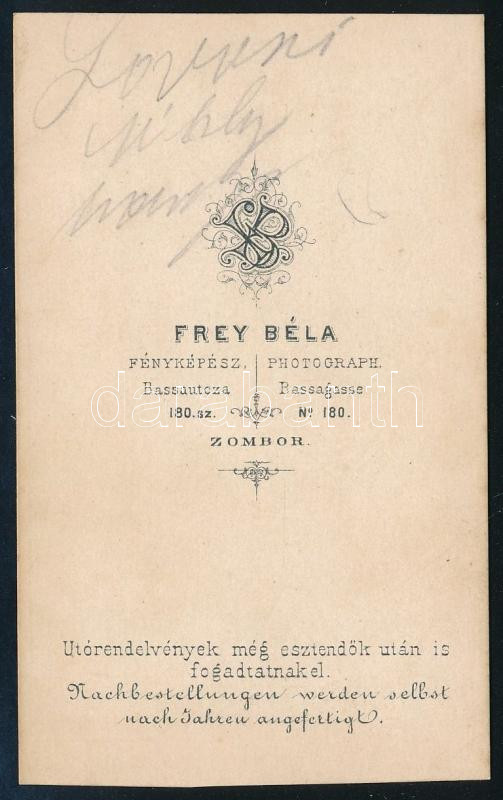 FREY BÉLA
FÉNYKÉPÉSZ, PHOTOGRAPH.
Bassautcza Bassagasse
180.sz. No 180.
ZOMBOR.
Utórendelvények még esztendők után is
fogadtatnakel.
Nachbestellungen werden selbst
nach Jahren angefertigt.
darabanth